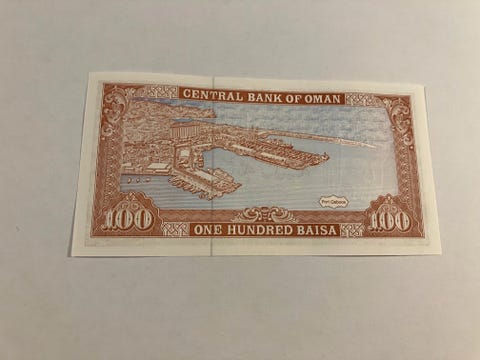 CENTRAL BANK OF OMAN
Port Qaboos
100
100
ONE HUNDRED BAISA